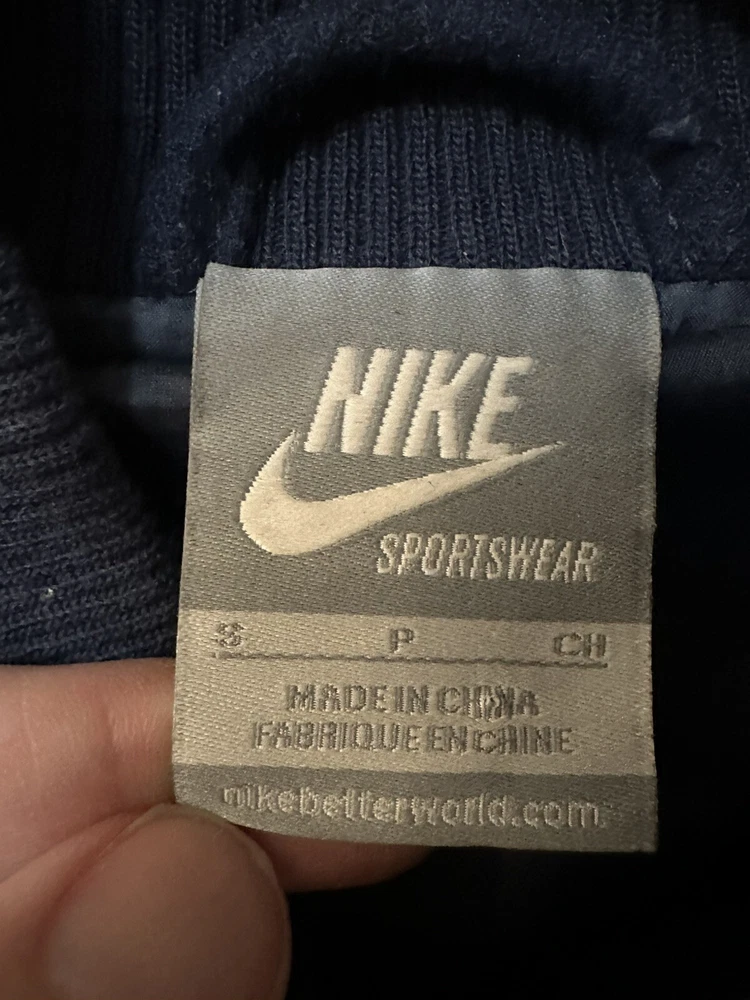 NIKE
SPORTSWEAR
S P CH
MADE IN CHINA
FABRIQUE EN CHINE
nikebetterworld.com